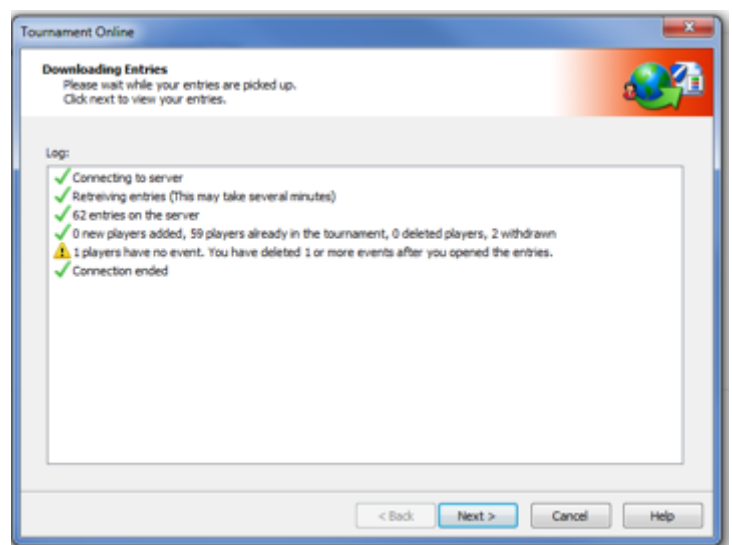 Tournament Online
Downloading Entries
Please wait while your entries are picked up.
Click next to view your entries.
Log:
Connecting to server
Retreiving entries (This may take several minutes)
62 entries on the server
0 new players added, 59 players already in the tournament, 0 deleted players, 2 withdrawn
1 players have no event. You have deleted 1 or more events after you opened the entries.
Connection ended
< Back Next > Cancel Help